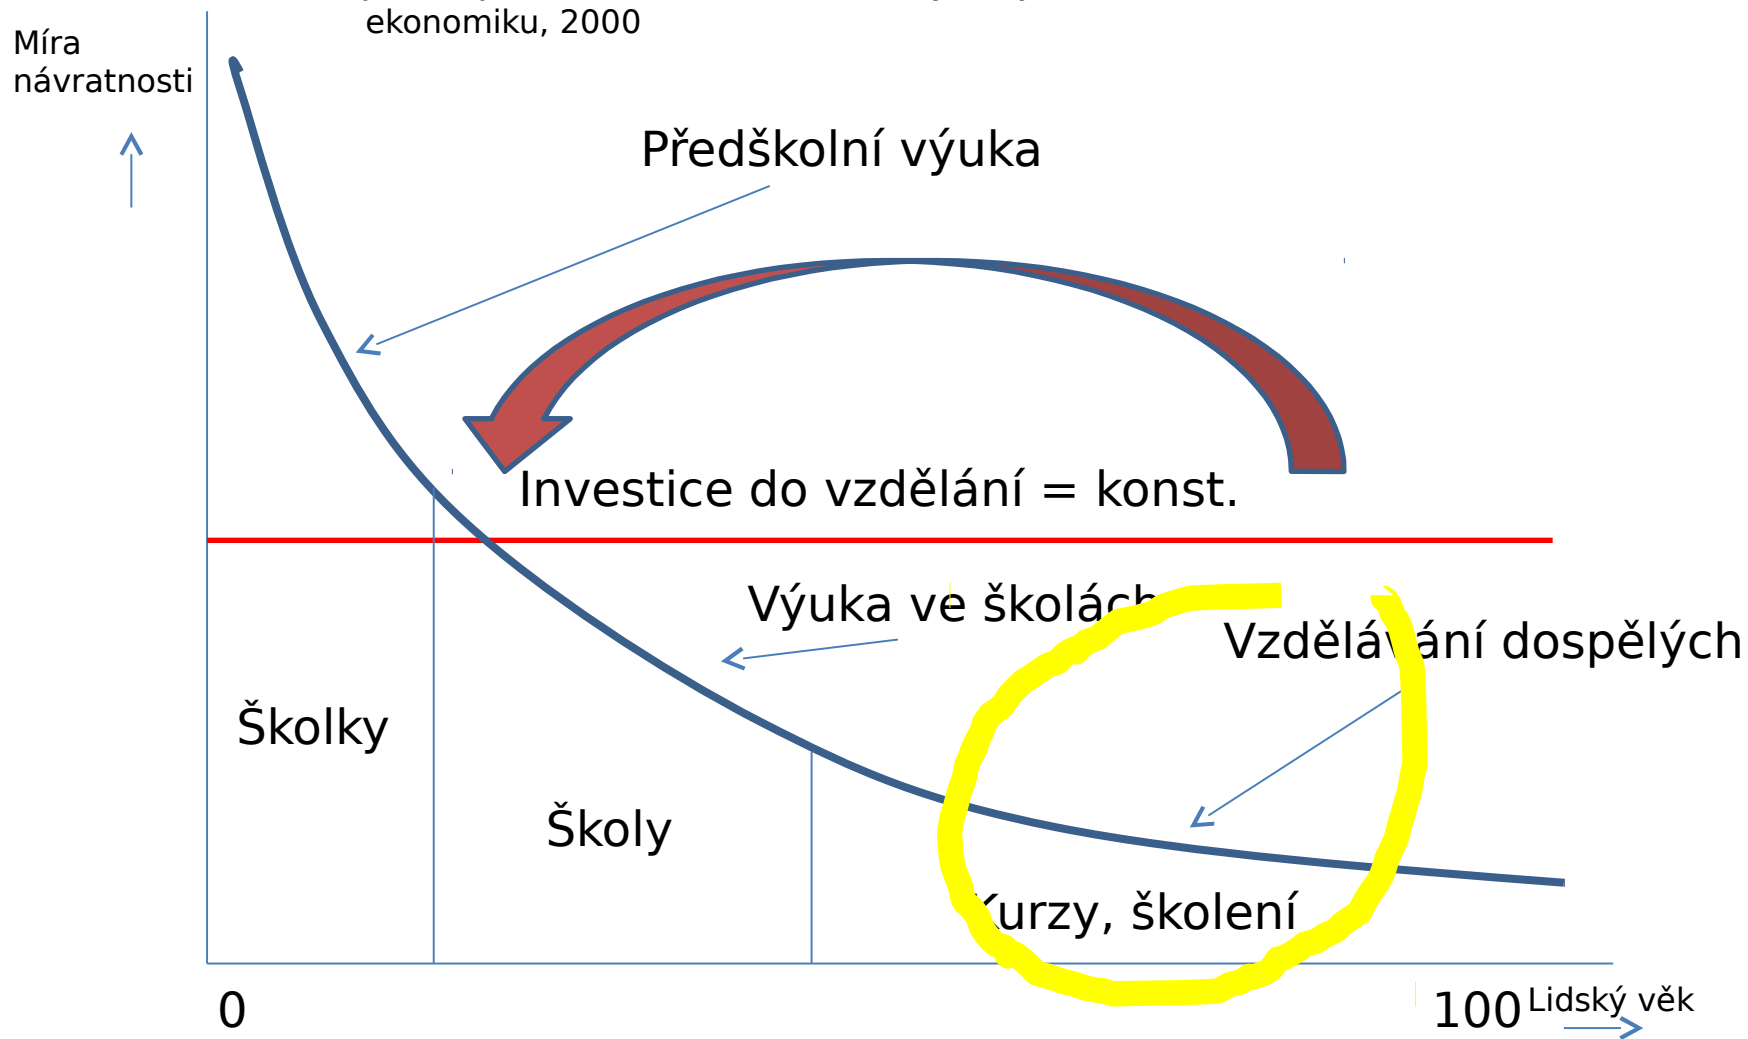 ekonomiku, 2000
Míra
návratnosti
Předškolní výuka
Investice do vzdělání = konst.
Výuka ve školách
Vzdělávání dospělých
Školky
Školy
Kurzy, školení
0
100
Lidský věk